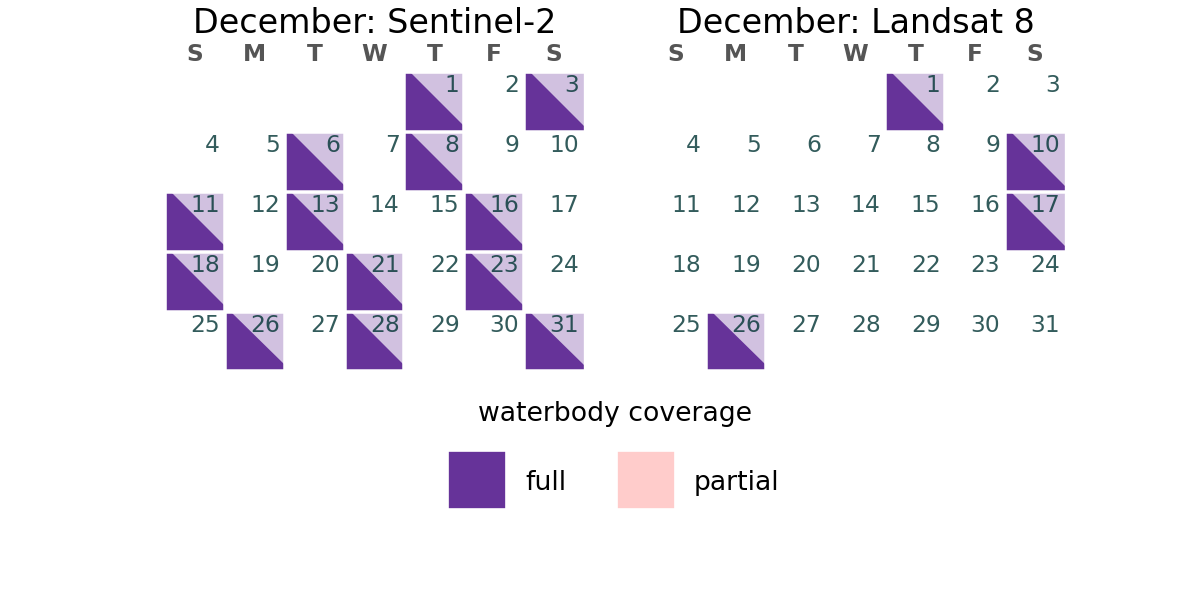 December: Sentinel-2
S M T W T F S
1 2 3
4 5 6 7 8 9 10
11 12 13 14 15 16 17
18 19 20 21 22 23 24
25 26 27 28 29 30 31
December: Landsat 8
S M T W T F S
1 2 3
4 5 6 7 8 9 10
11 12 13 14 15 16 17
18 19 20 21 22 23 24
25 26 27 28 29 30 31
waterbody coverage
full
partial